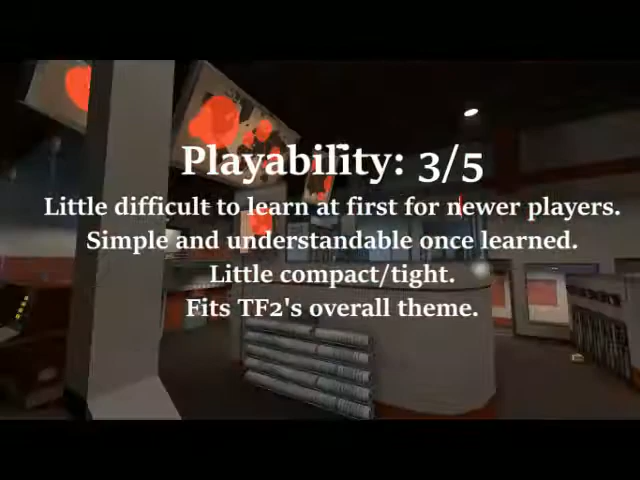 Playability: 3/5
Little difficult to learn at first for newer players.
Simple and understandable once learned.
Little compact/tight.
Fits TF2's overall theme.